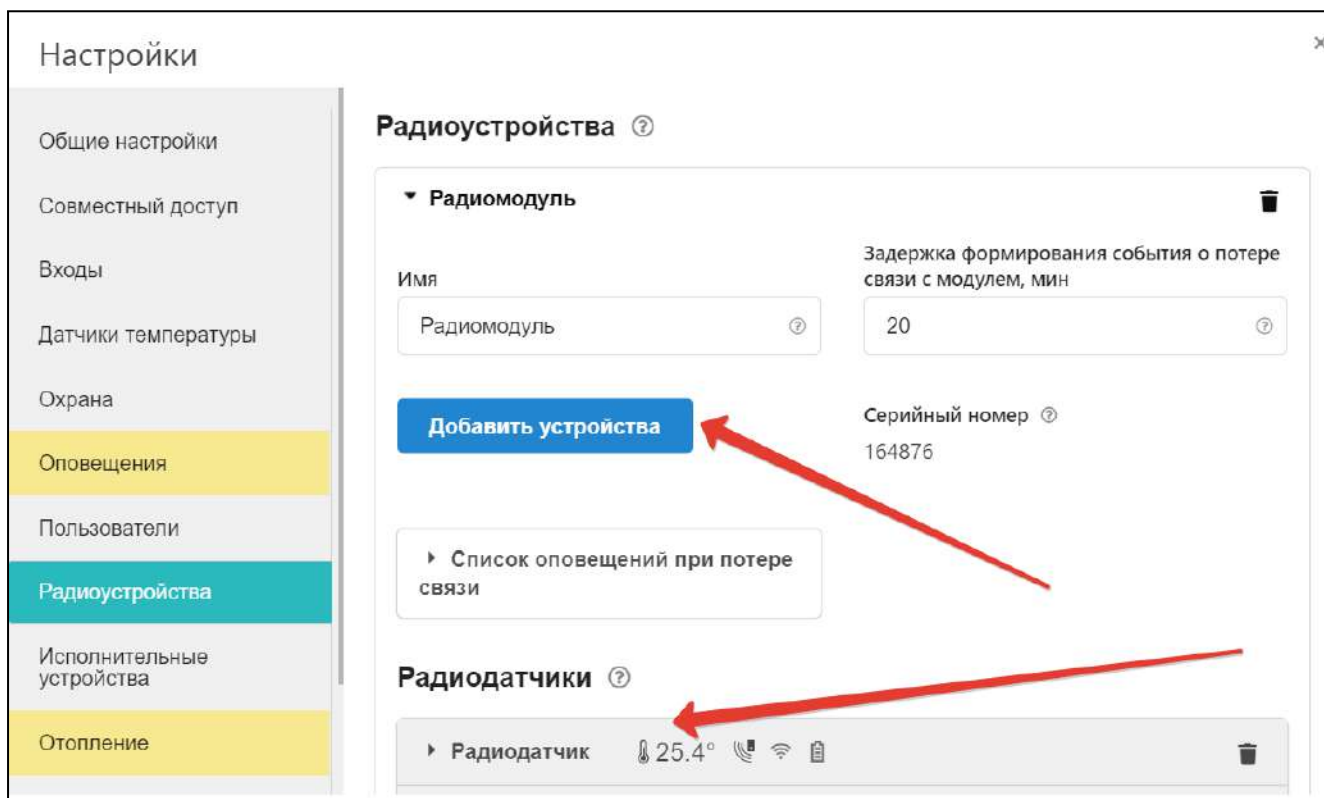 Настройки
Общие настройки
Совместный доступ
Входы
Датчики температуры
Охрана
Оповещения
Пользователи
Радиоустройства
Исполнительные
устройства
Отопление
Радиоустройства
Радиомодуль
Имя
Радиомодуль
Задержка формирования события о потере
связи с модулем, мин
20
Добавить устройства
Серийный номер
164876
Список оповещений при потере
связи
Радиодатчики
Радиодатчик 25.4°